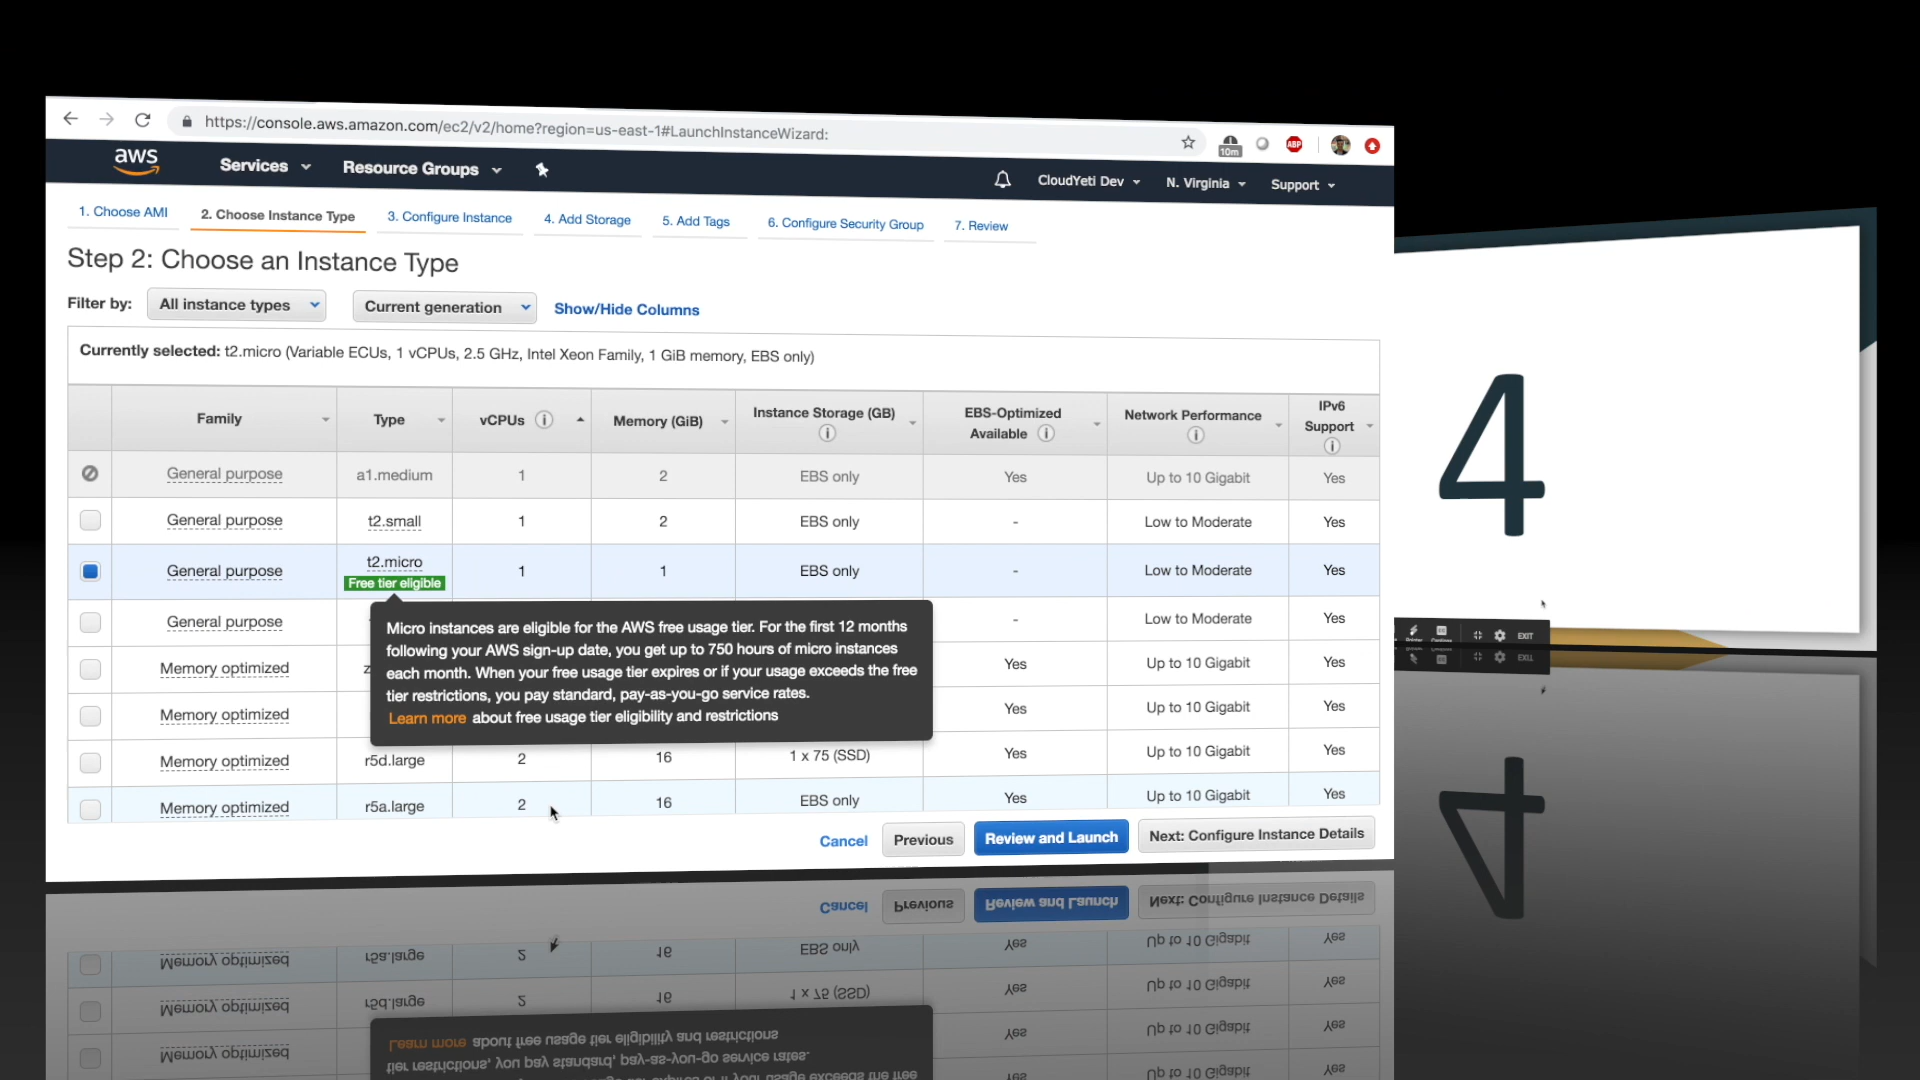 https://console.aws.amazon.com/ec2/v2/home?region=us-east-1#LaunchInstanceWizard:
10m
ABP
aws
Services
Resource Groups
CloudYeti Dev
N. Virginia
Support
1. Choose AMI
2. Choose Instance Type
3. Configure Instance
4. Add Storage
5. Add Tags
6. Configure Security Group
7. Review
Step 2: Choose an Instance Type
Filter by:
All instance types
Current generation
Show/Hide Columns
Currently selected: t2.micro (Variable ECUs, 1 vCPUs, 2.5 GHz, Intel Xeon Family, 1 GiB memory, EBS only)
Family
Type
vCPUs
Memory (GiB)
Instance Storage (GB)
EBS-Optimized Available
Network Performance
IPv6 Support
General purpose a1.medium 1 2 EBS only Yes Up to 10 Gigabit Yes
General purpose t2.small 1 2 EBS only - Low to Moderate Yes
General purpose t2.micro 1 1 EBS only - Low to Moderate Yes
Free tier eligible
General purpose - Low to Moderate Yes
Memory optimized z Yes Up to 10 Gigabit Yes
Memory optimized Yes Up to 10 Gigabit Yes
Memory optimized r5d.large 2 16 1 x 75 (SSD) Yes Up to 10 Gigabit Yes
Memory optimized r5a.large 2 16 EBS only Yes Up to 10 Gigabit Yes
Micro instances are eligible for the AWS free usage tier. For the first 12 months
following your AWS sign-up date, you get up to 750 hours of micro instances
each month. When your free usage tier expires or if your usage exceeds the free
tier restrictions, you pay standard, pay-as-you-go service rates.
Learn more about free usage tier eligibility and restrictions
Cancel
Previous
Review and Launch
Next: Configure Instance Details
4
EXIT